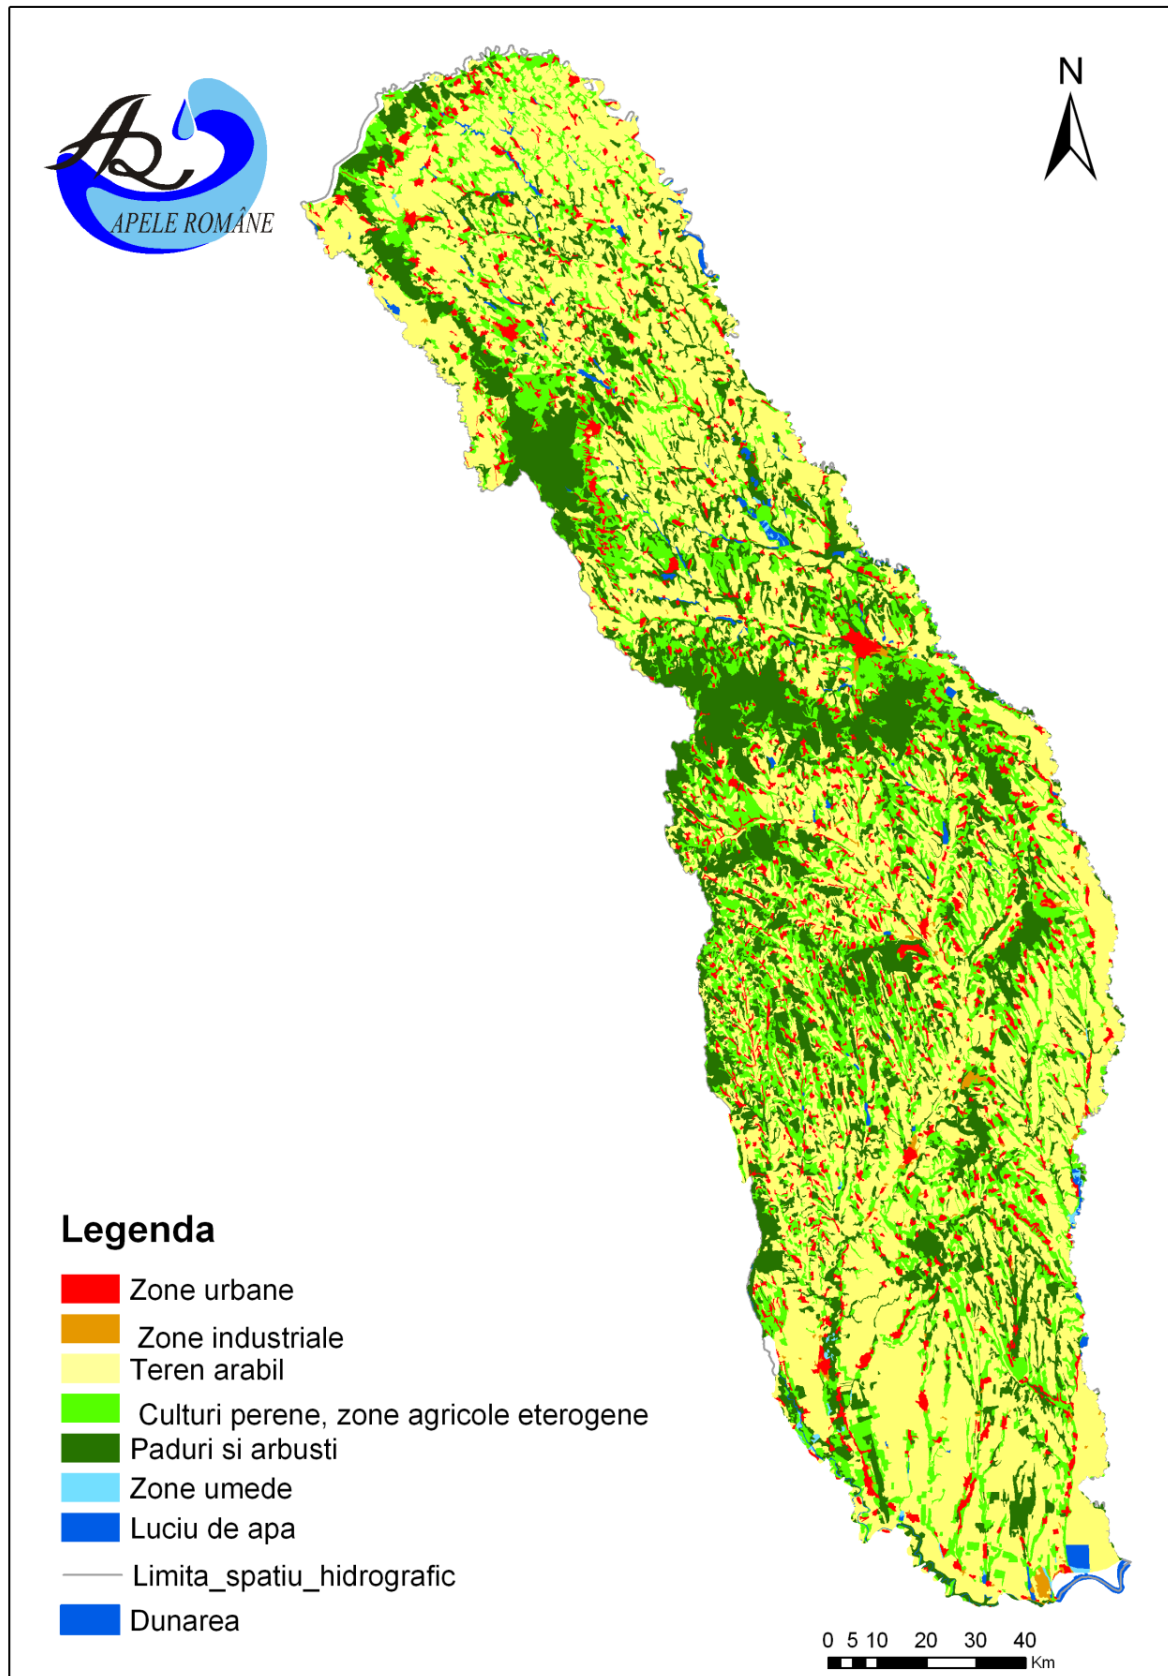 N
AQ
APELE ROMÂNE
Legenda
Zone urbane
Zone industriale
Teren arabil
Culturi perene, zone agricole eterogene
Paduri si arbusti
Zone umede
Luciu de apa
Limita_spatiu_hidrografic
Dunarea
0 5 10 20 30 40
Km